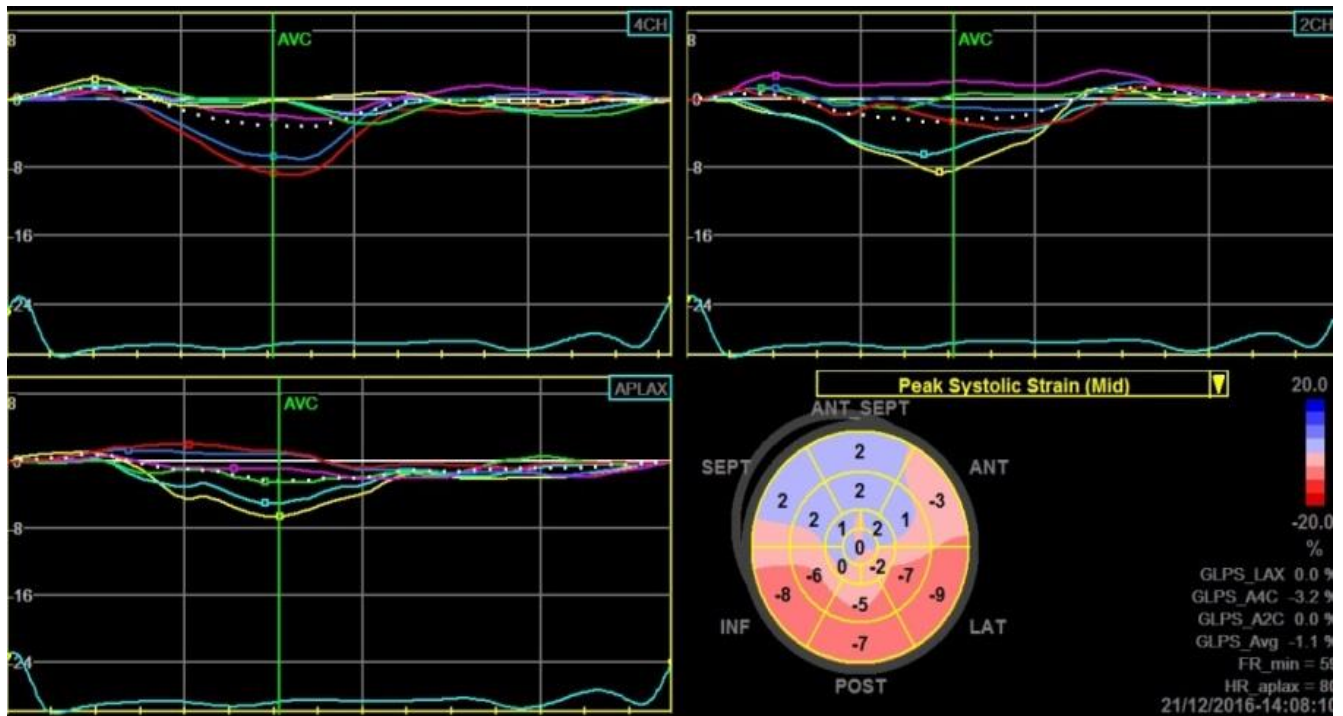 4CH
8
AVC
0
-8
-16
-24
2CH
8
AVC
0
-8
-16
-24
APLAX
8
AVC
0
-8
-16
-24
Peak Systolic Strain (Mid)
20.0
ANT_SEPT
SEPT
ANT
2
-3
2
2
2
1
1
2
0
0
-2
-6
-7
-8
-9
-5
-7
INF
LAT
POST
-20.0
%
GLPS_LAX 0.0 %
GLPS_A4C -3.2 %
GLPS_A2C 0.0 %
GLPS_Avg -1.1 %
FR_min = 59
HR_aplax = 80
21/12/2016-14:08:10